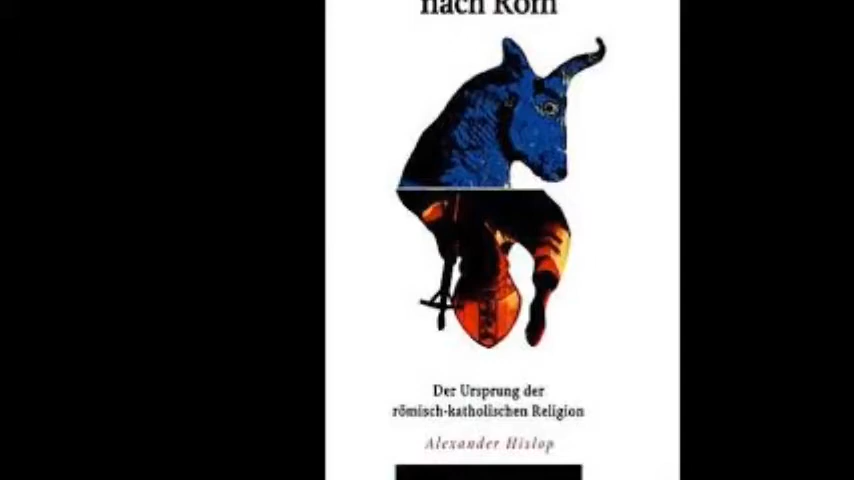 nach Rom
Der Ursprung der
römisch-katholischen Religion
Alexander Hislop